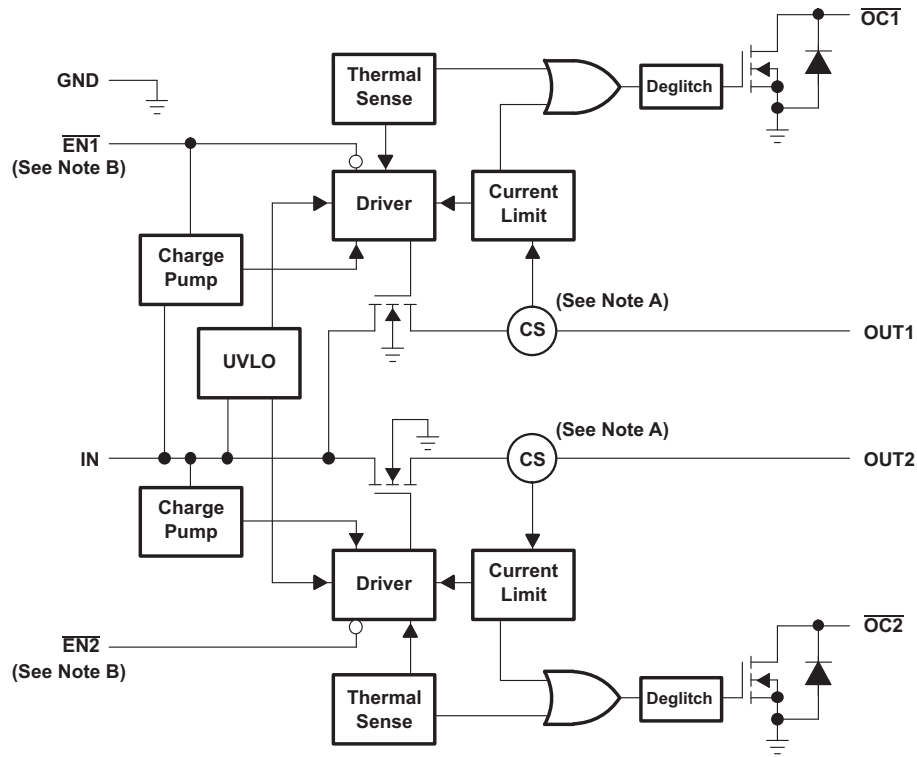 OC1
Thermal
Sense
GND
Deglitch
EN1
(See Note B)
Driver
Current
Limit
Charge
Pump
(See Note A)
CS
OUT1
UVLO
(See Note A)
IN
CS
OUT2
Charge
Pump
Driver
Current
Limit
EN2
(See Note B)
OC2
Thermal
Sense
Deglitch